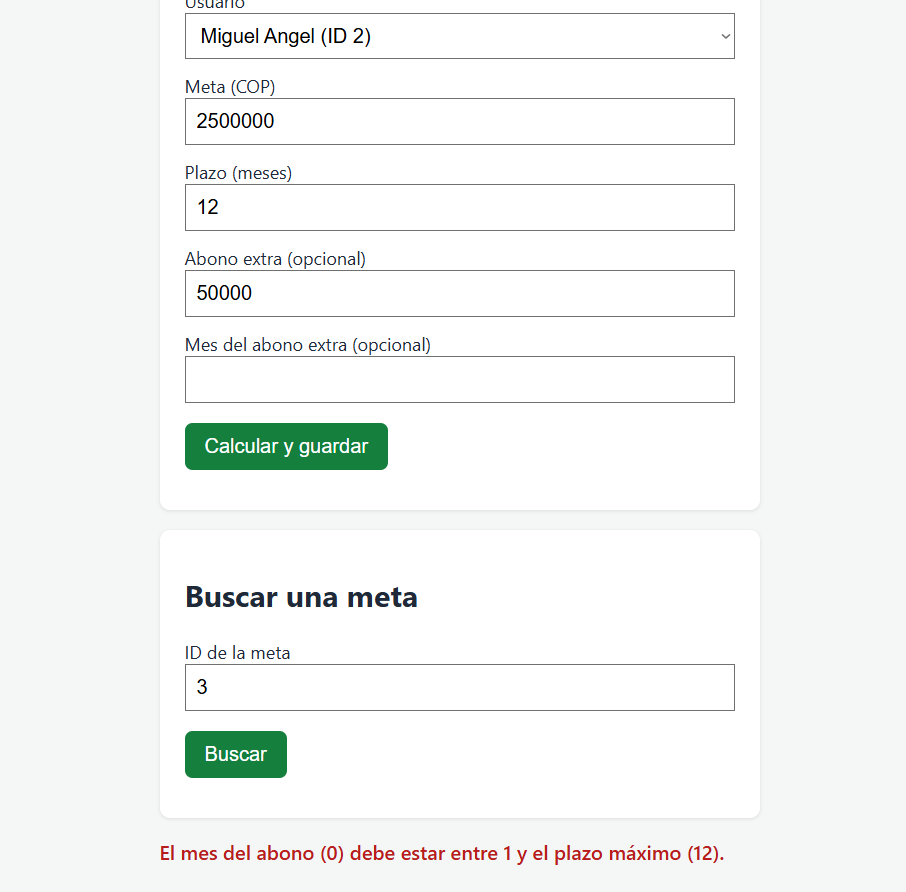 Usuario
Miguel Angel (ID 2)
Meta (COP)
2500000
Plazo (meses)
12
Abono extra (opcional)
50000
Mes del abono extra (opcional)
Calcular y guardar
Buscar una meta
ID de la meta
3
Buscar
El mes del abono (0) debe estar entre 1 y el plazo máximo (12).